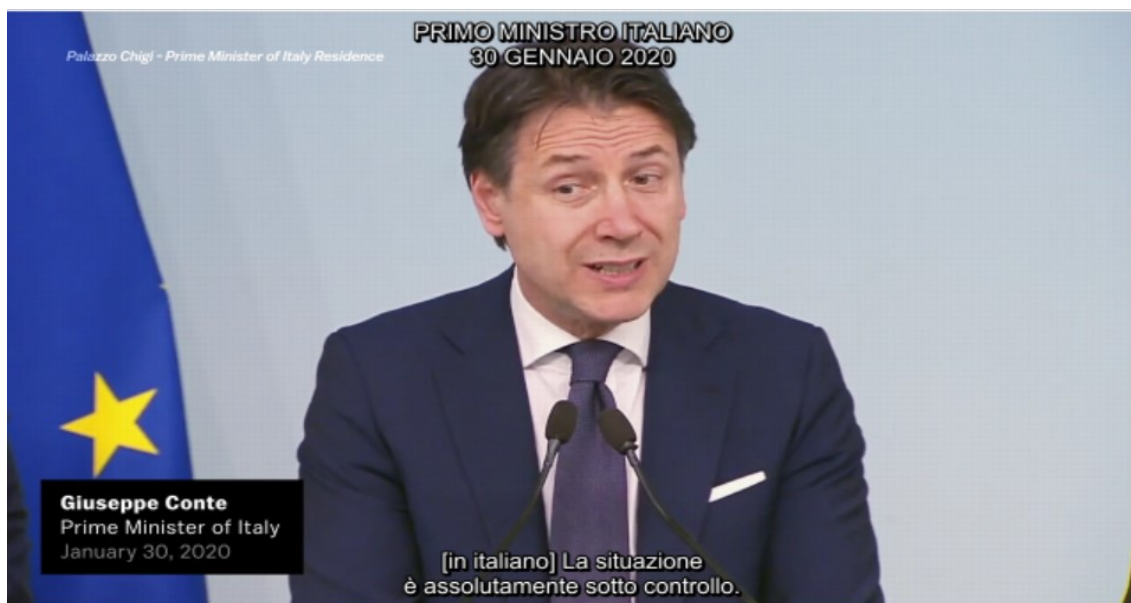 PRIMO MINISTRO ITALIANO
30 GENNAIO 2020
Palazzo Chigi - Prime Minister of Italy Residence
Giuseppe Conte
Prime Minister of Italy
January 30, 2020
[in italiano] La situazione
è assolutamente sotto controllo.